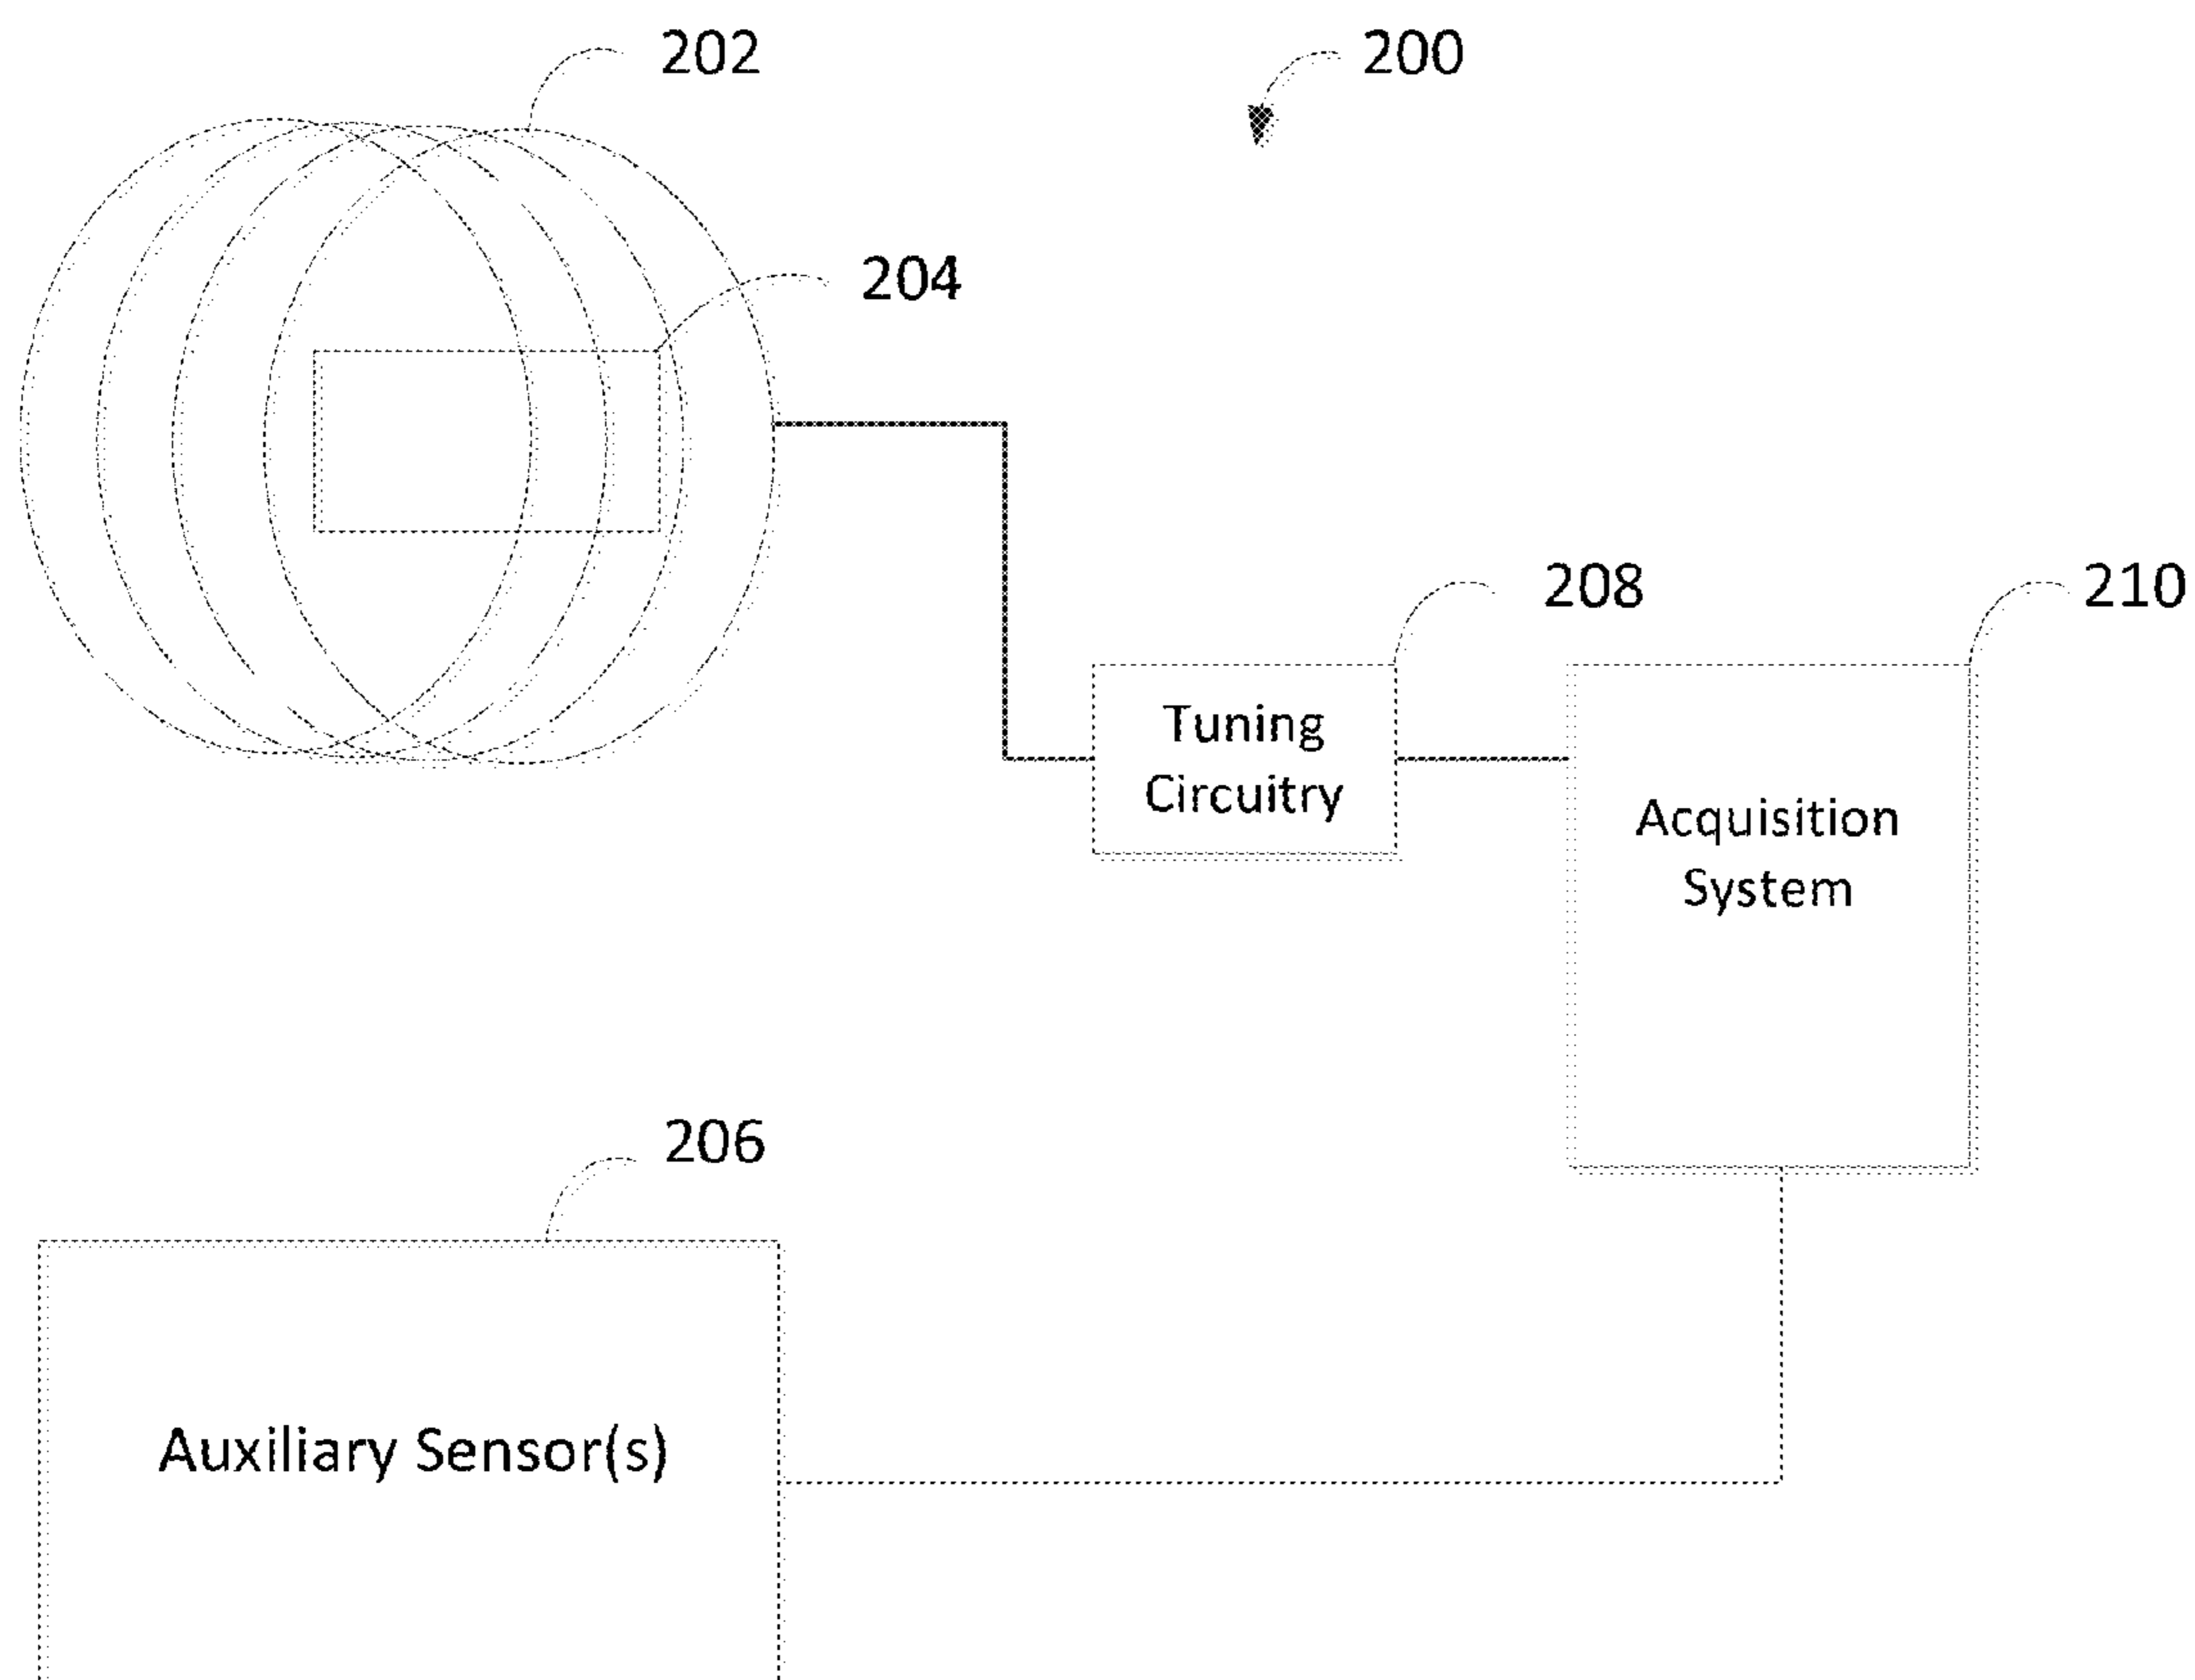 202
200
204
208
210
Tuning
Circuitry
Acquisition
System
206
Auxiliary Sensor(s)